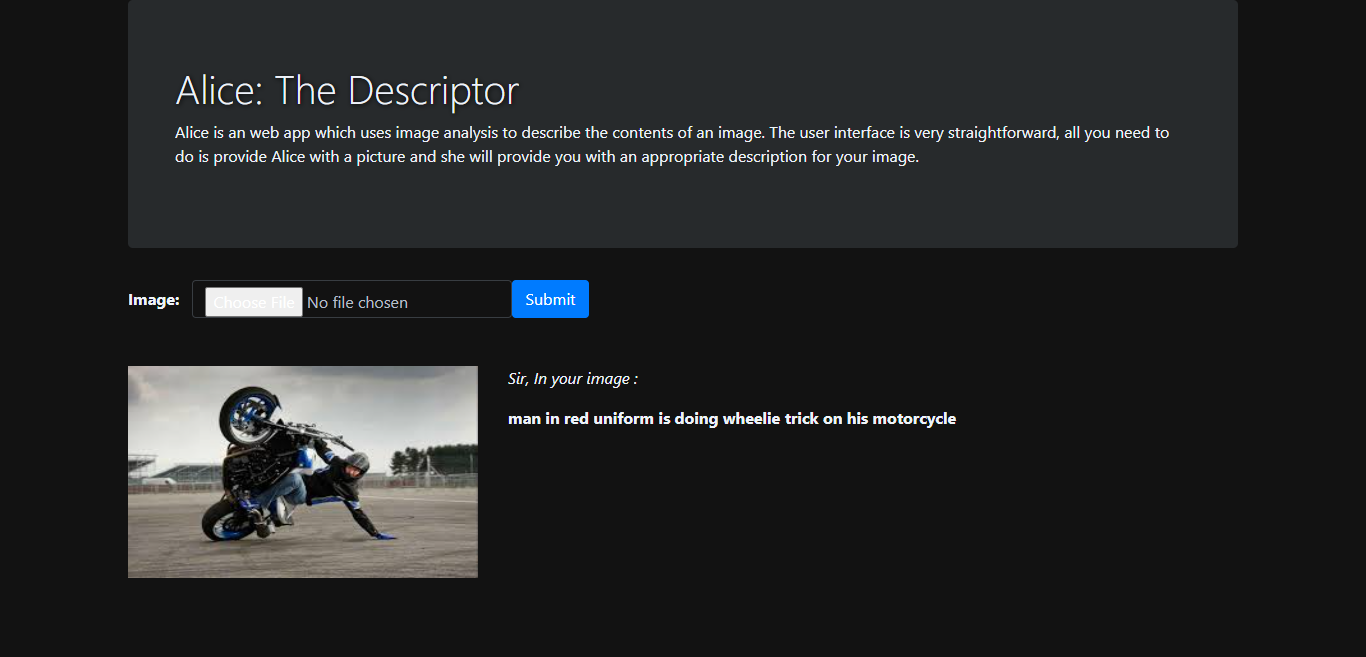 Alice: The Descriptor
Alice is an web app which uses image analysis to describe the contents of an image. The user interface is very straightforward, all you need to
do is provide Alice with a picture and she will provide you with an appropriate description for your image.
Image: Choose File No file chosen Submit
Sir, In your image :
man in red uniform is doing wheelie trick on his motorcycle